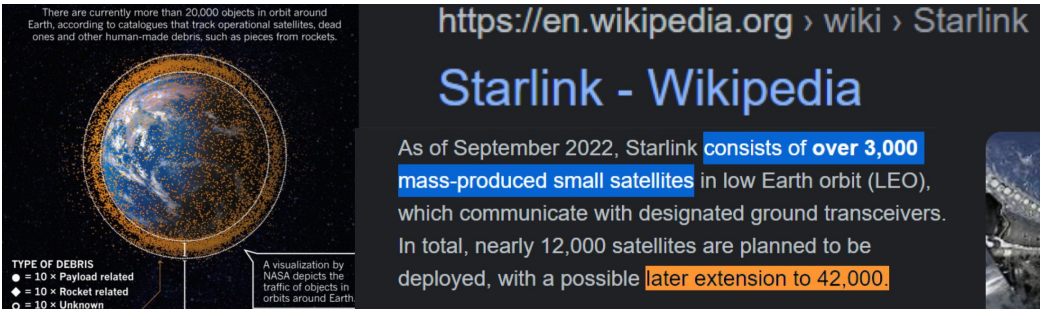 There are currently more than 20,000 objects in orbit around
Earth, according to catalogues that track operational satellites, dead
ones and other human-made debris, such as pieces from rockets.
TYPE OF DEBRIS
= 10 × Payload related
= 10 × Rocket related
= 10 × Unknown
A visualization by
NASA depicts the
traffic of objects in
orbits around Earth.
https://en.wikipedia.org › wiki › Starlink
Starlink - Wikipedia
As of September 2022, Starlink consists of over 3,000
mass-produced small satellites in low Earth orbit (LEO),
which communicate with designated ground transceivers.
In total, nearly 12,000 satellites are planned to be
deployed, with a possible later extension to 42,000.